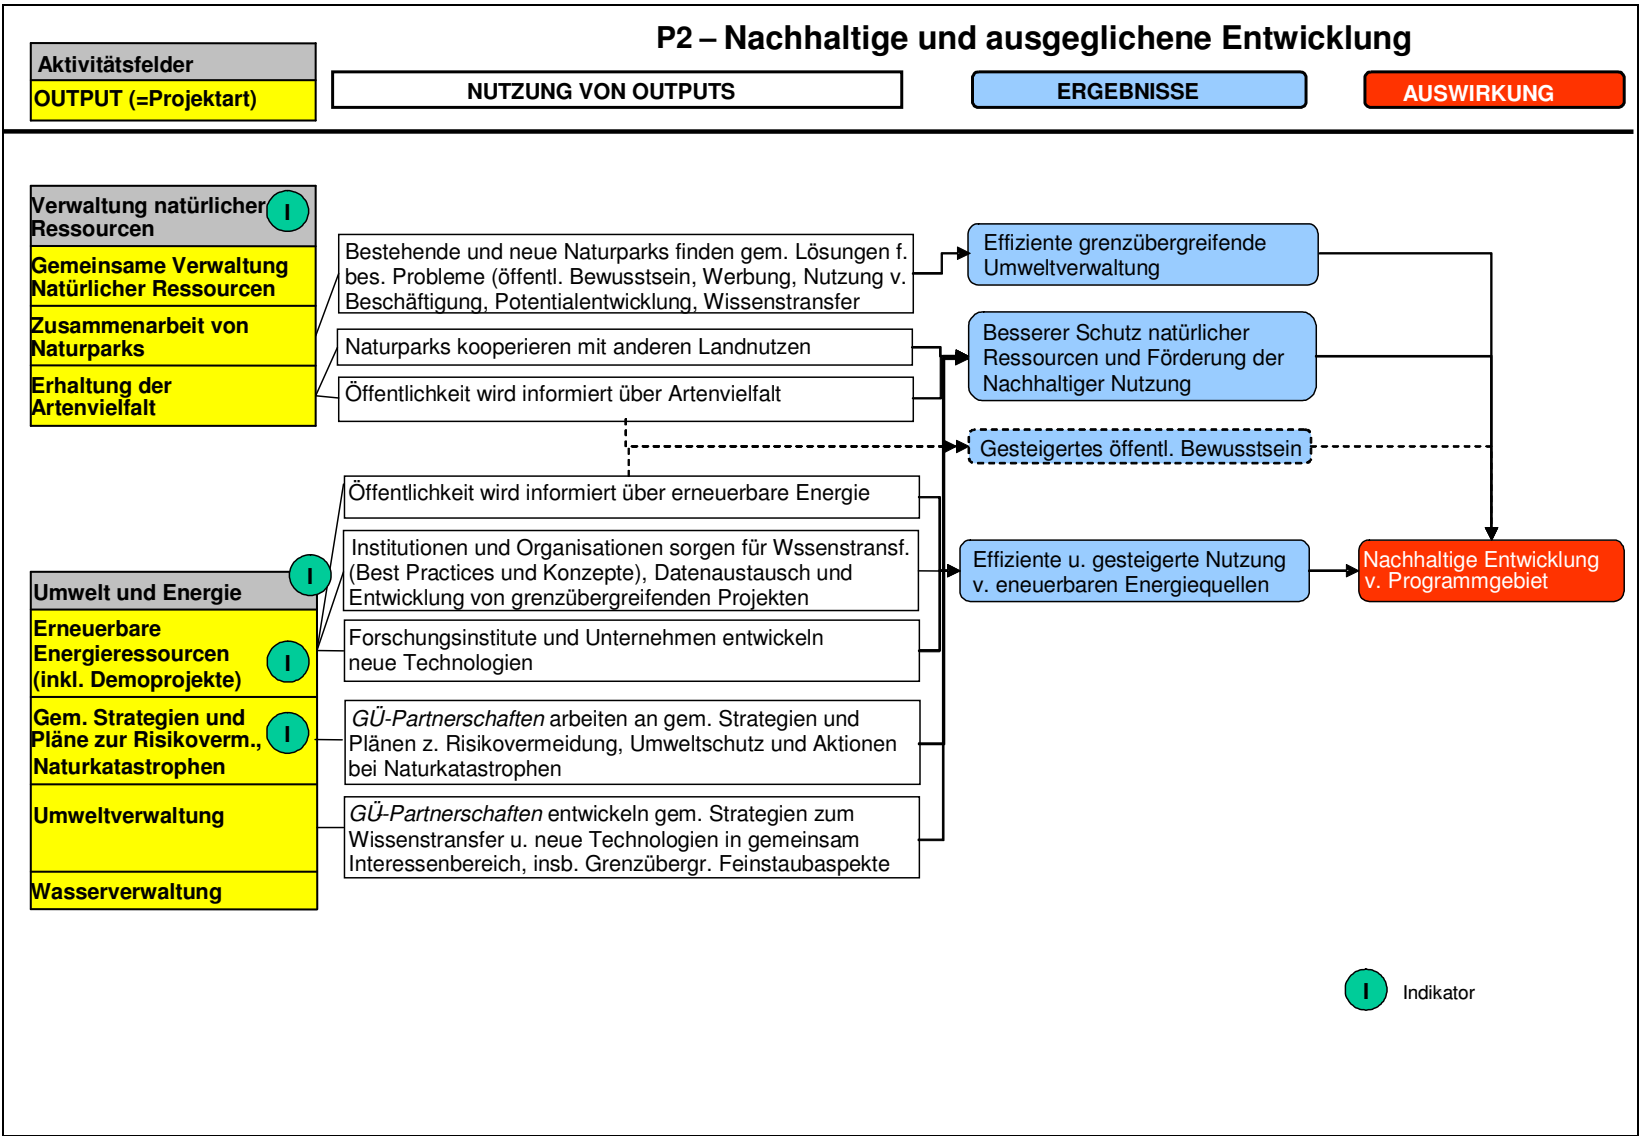 P2 – Nachhaltige und ausgeglichene Entwicklung
Aktivitätsfelder
OUTPUT (=Projektart)
NUTZUNG VON OUTPUTS
ERGEBNISSE
AUSWIRKUNG
Verwaltung natürlicher
Ressourcen
I
Gemeinsame Verwaltung
Natürlicher Ressourcen
Zusammenarbeit von
Naturparks
Erhaltung der
Artenvielfalt
Bestehende und neue Naturparks finden gem. Lösungen f.
bes. Probleme (öffentl. Bewusstsein, Werbung, Nutzung v.
Beschäftigung, Potentialentwicklung, Wissenstransfer
Naturparks kooperieren mit anderen Landnutzen
Öffentlichkeit wird informiert über Artenvielfalt
Effiziente grenzübergreifende
Umweltverwaltung
Besserer Schutz natürlicher
Ressourcen und Förderung der
Nachhaltiger Nutzung
Gesteigertes öffentl. Bewusstsein
Umwelt und Energie
I
Erneuerbare
Energieressourcen
(inkl. Demoprojekte)
I
Gem. Strategien und
Pläne zur Risikoverm.,
Naturkatastrophen
I
Umweltverwaltung
Wasserverwaltung
Öffentlichkeit wird informiert über erneuerbare Energie
Institutionen und Organisationen sorgen für Wssenstransf.
(Best Practices und Konzepte), Datenaustausch und
Entwicklung von grenzübergreifenden Projekten
Forschungsinstitute und Unternehmen entwickeln
neue Technologien
GÜ-Partnerschaften arbeiten an gem. Strategien und
Plänen z. Risikovermeidung, Umweltschutz und Aktionen
bei Naturkatastrophen
GÜ-Partnerschaften entwickeln gem. Strategien zum
Wissenstransfer u. neue Technologien in gemeinsam
Interessenbereich, insb. Grenzübergr. Feinstaubaspekte
Effiziente u. gesteigerte Nutzung
v. eneuerbaren Energiequellen
Nachhaltige Entwicklung
v. Programmgebiet
I
Indikator